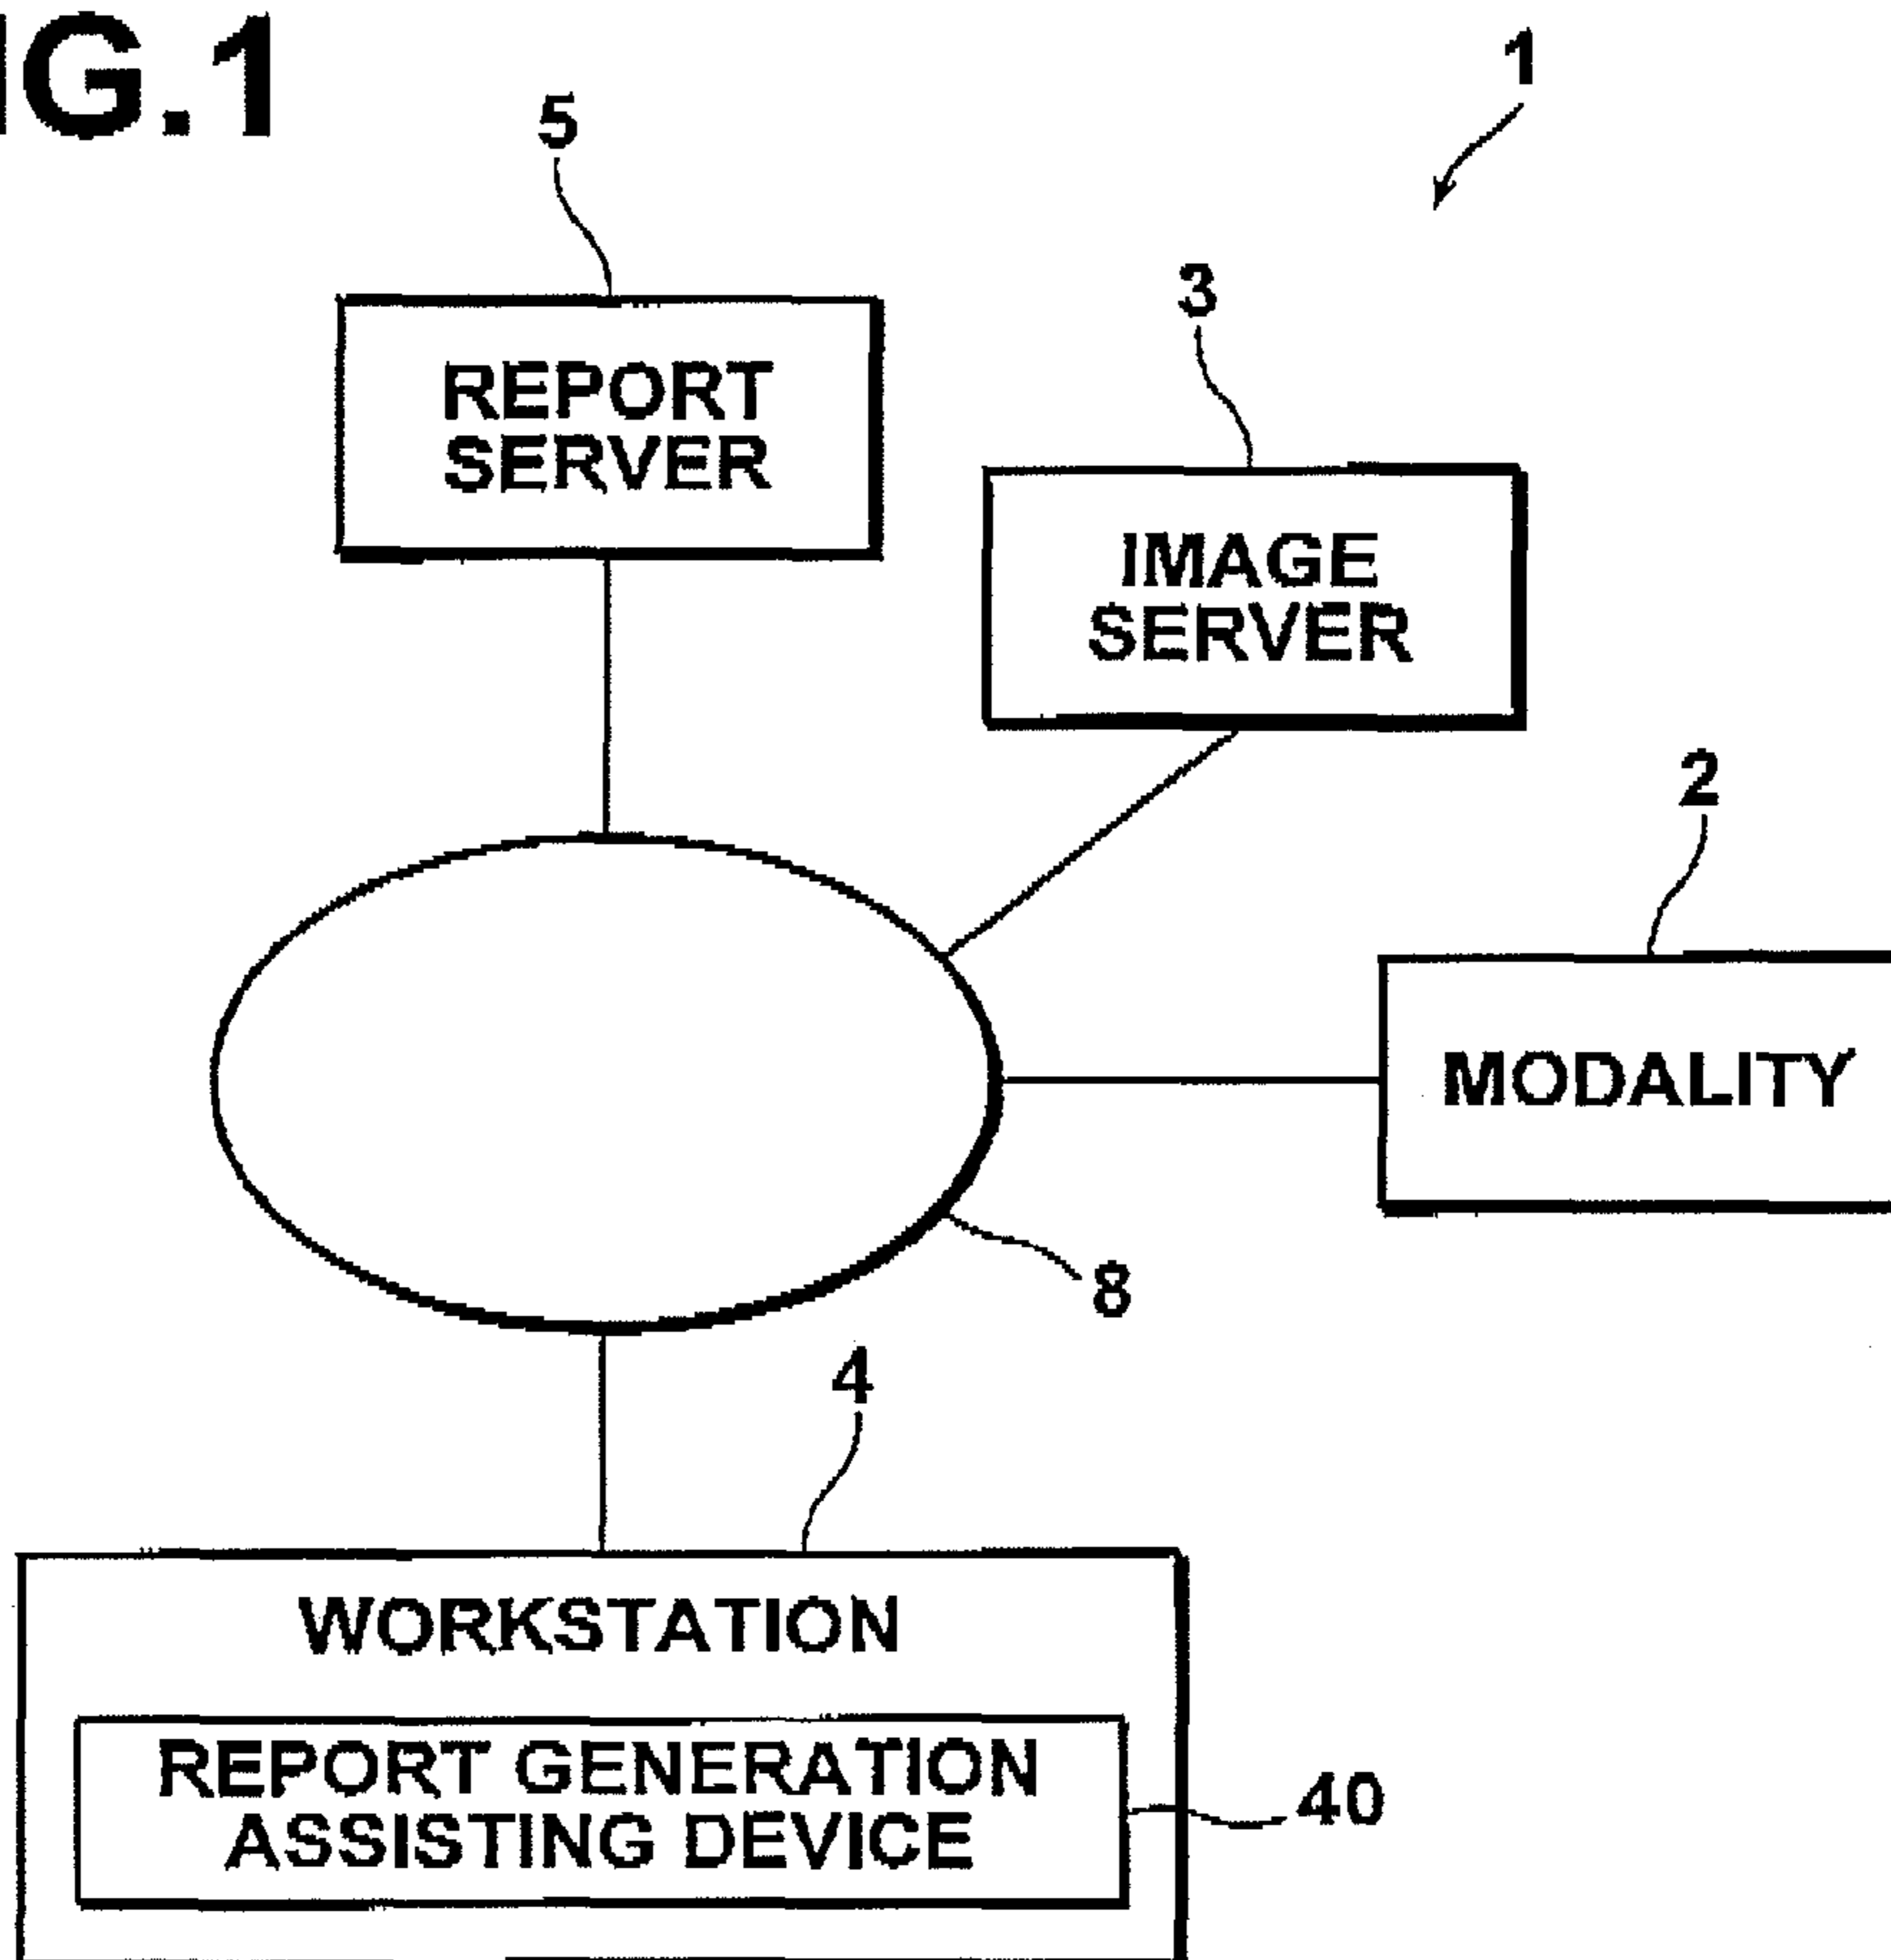 IG.1
1
5
3
REPORT
SERVER
IMAGE
SERVER
2
MODALITY
8
4
WORKSTATION
REPORT GENERATION
ASSISTING DEVICE
40